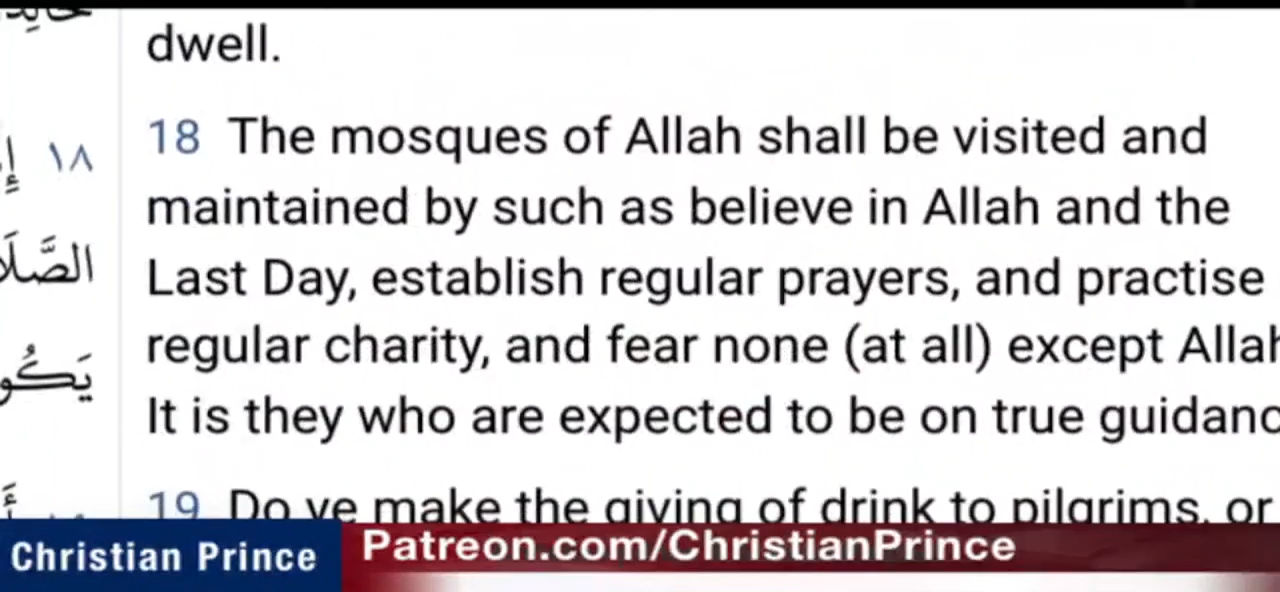 dwell.
18 The mosques of Allah shall be visited and
١٨
maintained by such as believe in Allah and the
Last Day, establish regular prayers, and practise
regular charity, and fear none (at all) except
It is they who are expected to be on true
19 Do ye make the giving of drink to pilgrims, or
Christian Prince
Patreon.com/ChristianPrince